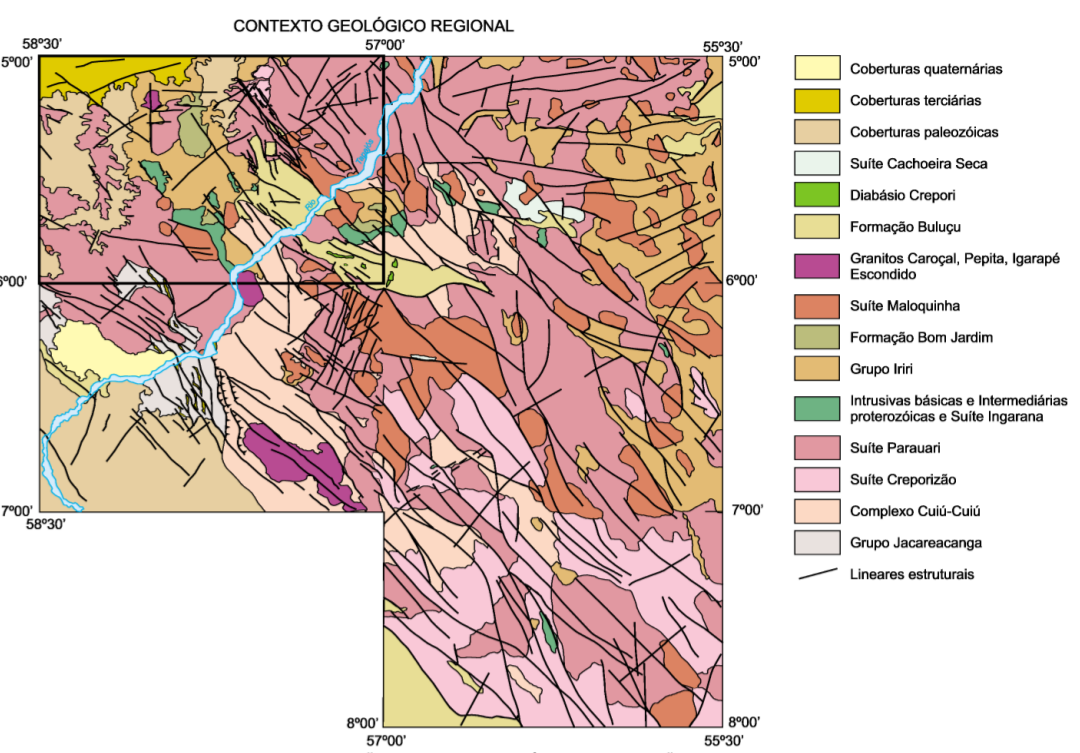 CONTEXTO GEOLÓGICO REGIONAL
58º30'
57º00'
55º30'
5º00'
5º00'
Coberturas quaternárias
Coberturas terciárias
Coberturas paleozóicas
Suíte Cachoeira Seca
Diabásio Crepori
Formação Buluçu
Granitos Caroçal, Pepita, Igarapé
Escondido
Suíte Maloquinha
Formação Bom Jardim
Grupo Iriri
Intrusivas básicas e Intermediárias
proterozóicas e Suíte Ingarana
Suíte Parauari
Suíte Creporizão
Complexo Cuiú-Cuiú
Grupo Jacareacanga
Lineares estruturais
Rio
6º00'
6º00'
7º00'
7º00'
58º30'
8º00'
8º00'
57º00'
55º30'